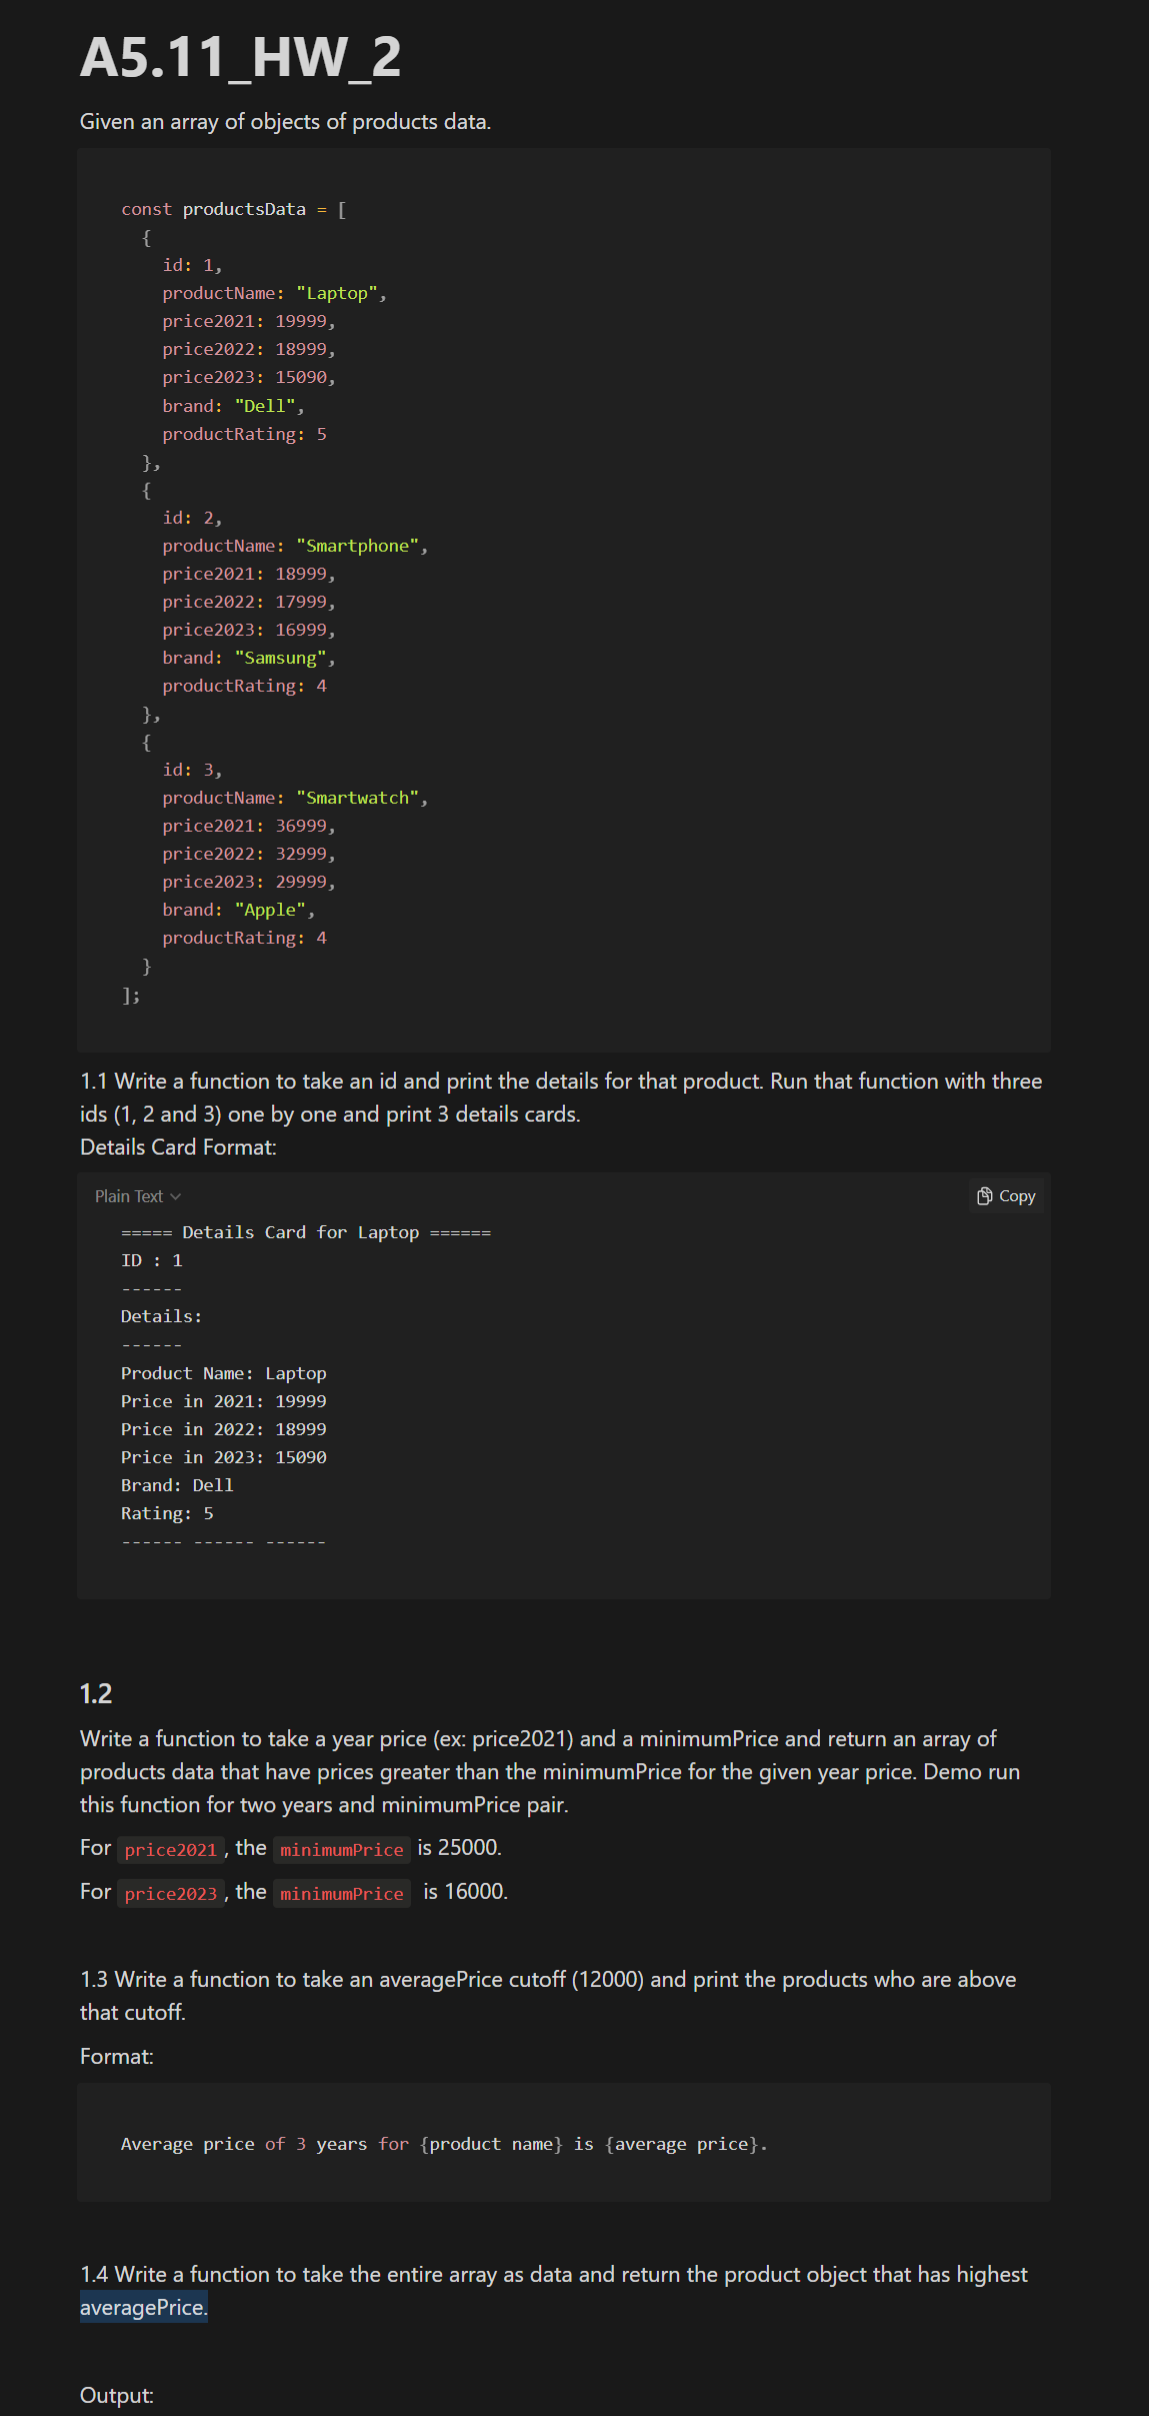 A5.11_HW_2
Given an array of objects of products data.
const productsData = [
  {
    id: 1,
    productName: "Laptop",
    price2021: 19999,
    price2022: 18999,
    price2023: 15090,
    brand: "Dell",
    productRating: 5
  },
  {
    id: 2,
    productName: "Smartphone",
    price2021: 18999,
    price2022: 17999,
    price2023: 16999,
    brand: "Samsung",
    productRating: 4
  },
  {
    id: 3,
    productName: "Smartwatch",
    price2021: 36999,
    price2022: 32999,
    price2023: 29999,
    brand: "Apple",
    productRating: 4
  }
];
1.1 Write a function to take an id and print the details for that product. Run that function with three
ids (1, 2 and 3) one by one and print 3 details cards.
Details Card Format:
Plain Text Copy
===== Details Card for Laptop ======
ID : 1
------
Details:
------
Product Name: Laptop
Price in 2021: 19999
Price in 2022: 18999
Price in 2023: 15090
Brand: Dell
Rating: 5
------ ------ ------
1.2
Write a function to take a year price (ex: price2021) and a minimumPrice and return an array of
products data that have prices greater than the minimumPrice for the given year price. Demo run
this function for two years and minimumPrice pair.
For price2021, the minimumPrice is 25000.
For price2023, the minimumPrice is 16000.
1.3 Write a function to take an averagePrice cutoff (12000) and print the products who are above
that cutoff.
Format:
Average price of 3 years for {product name} is {average price}.
1.4 Write a function to take the entire array as data and return the product object that has highest
averagePrice.
Output: